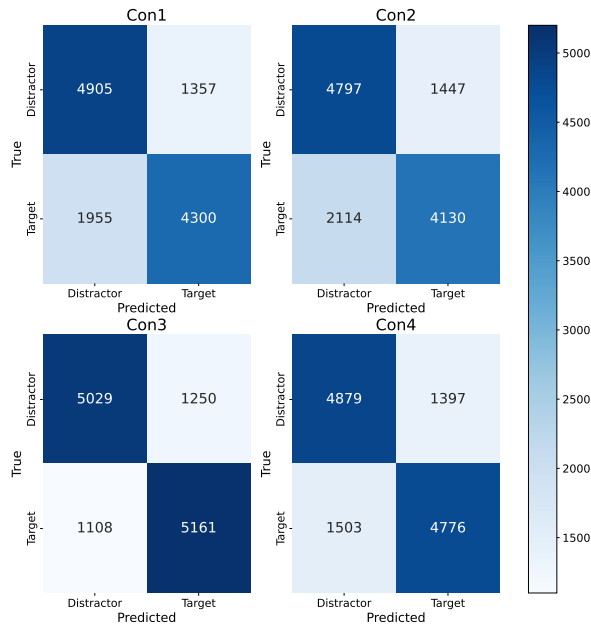 Con1
Con2
Distractor
4905
1357
Distractor
4797
1447
True
True
Target
1955
4300
Target
2114
4130
Distractor
Target
Distractor
Target
Predicted
Predicted
Con3
Con4
Distractor
5029
1250
Distractor
4879
1397
True
True
Target
1108
5161
Target
1503
4776
Distractor
Target
Distractor
Target
Predicted
Predicted
5000
4500
4000
3500
3000
2500
2000
1500